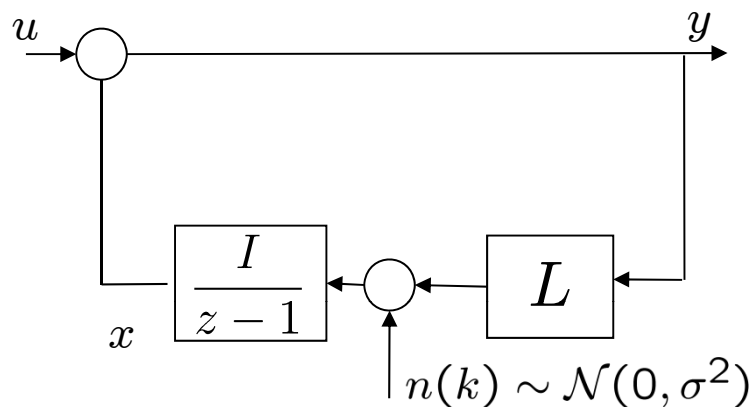 u
y
I
z − 1
L
x
n(k) ∼ 𝒩(0, σ²)